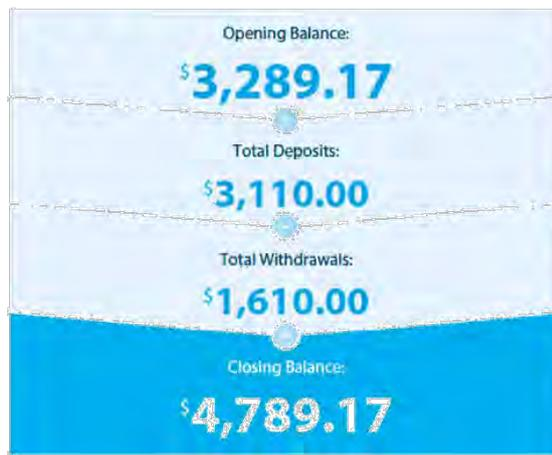 Opening Balance:
$3,289.17
Total Deposits:
$3,110.00
Total Withdrawals:
$1,610.00
Closing Balance:
$4,789.17